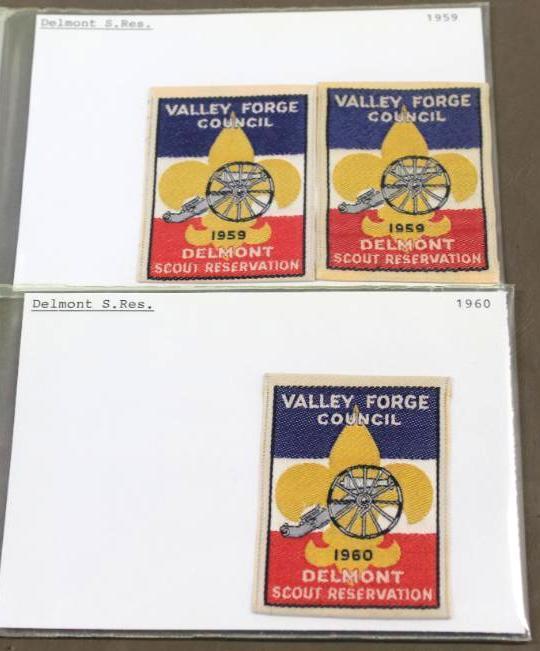 Delmont S.Res. 1959
VALLEY FORGE
COUNCIL
1959
DELMONT
SCOUT RESERVATION
VALLEY FORGE
COUNCIL
1959
DELMONT
SCOUT RESERVATION
Delmont S.Res. 1960
VALLEY FORGE
COUNCIL
1960
DELMONT
SCOUT RESERVATION